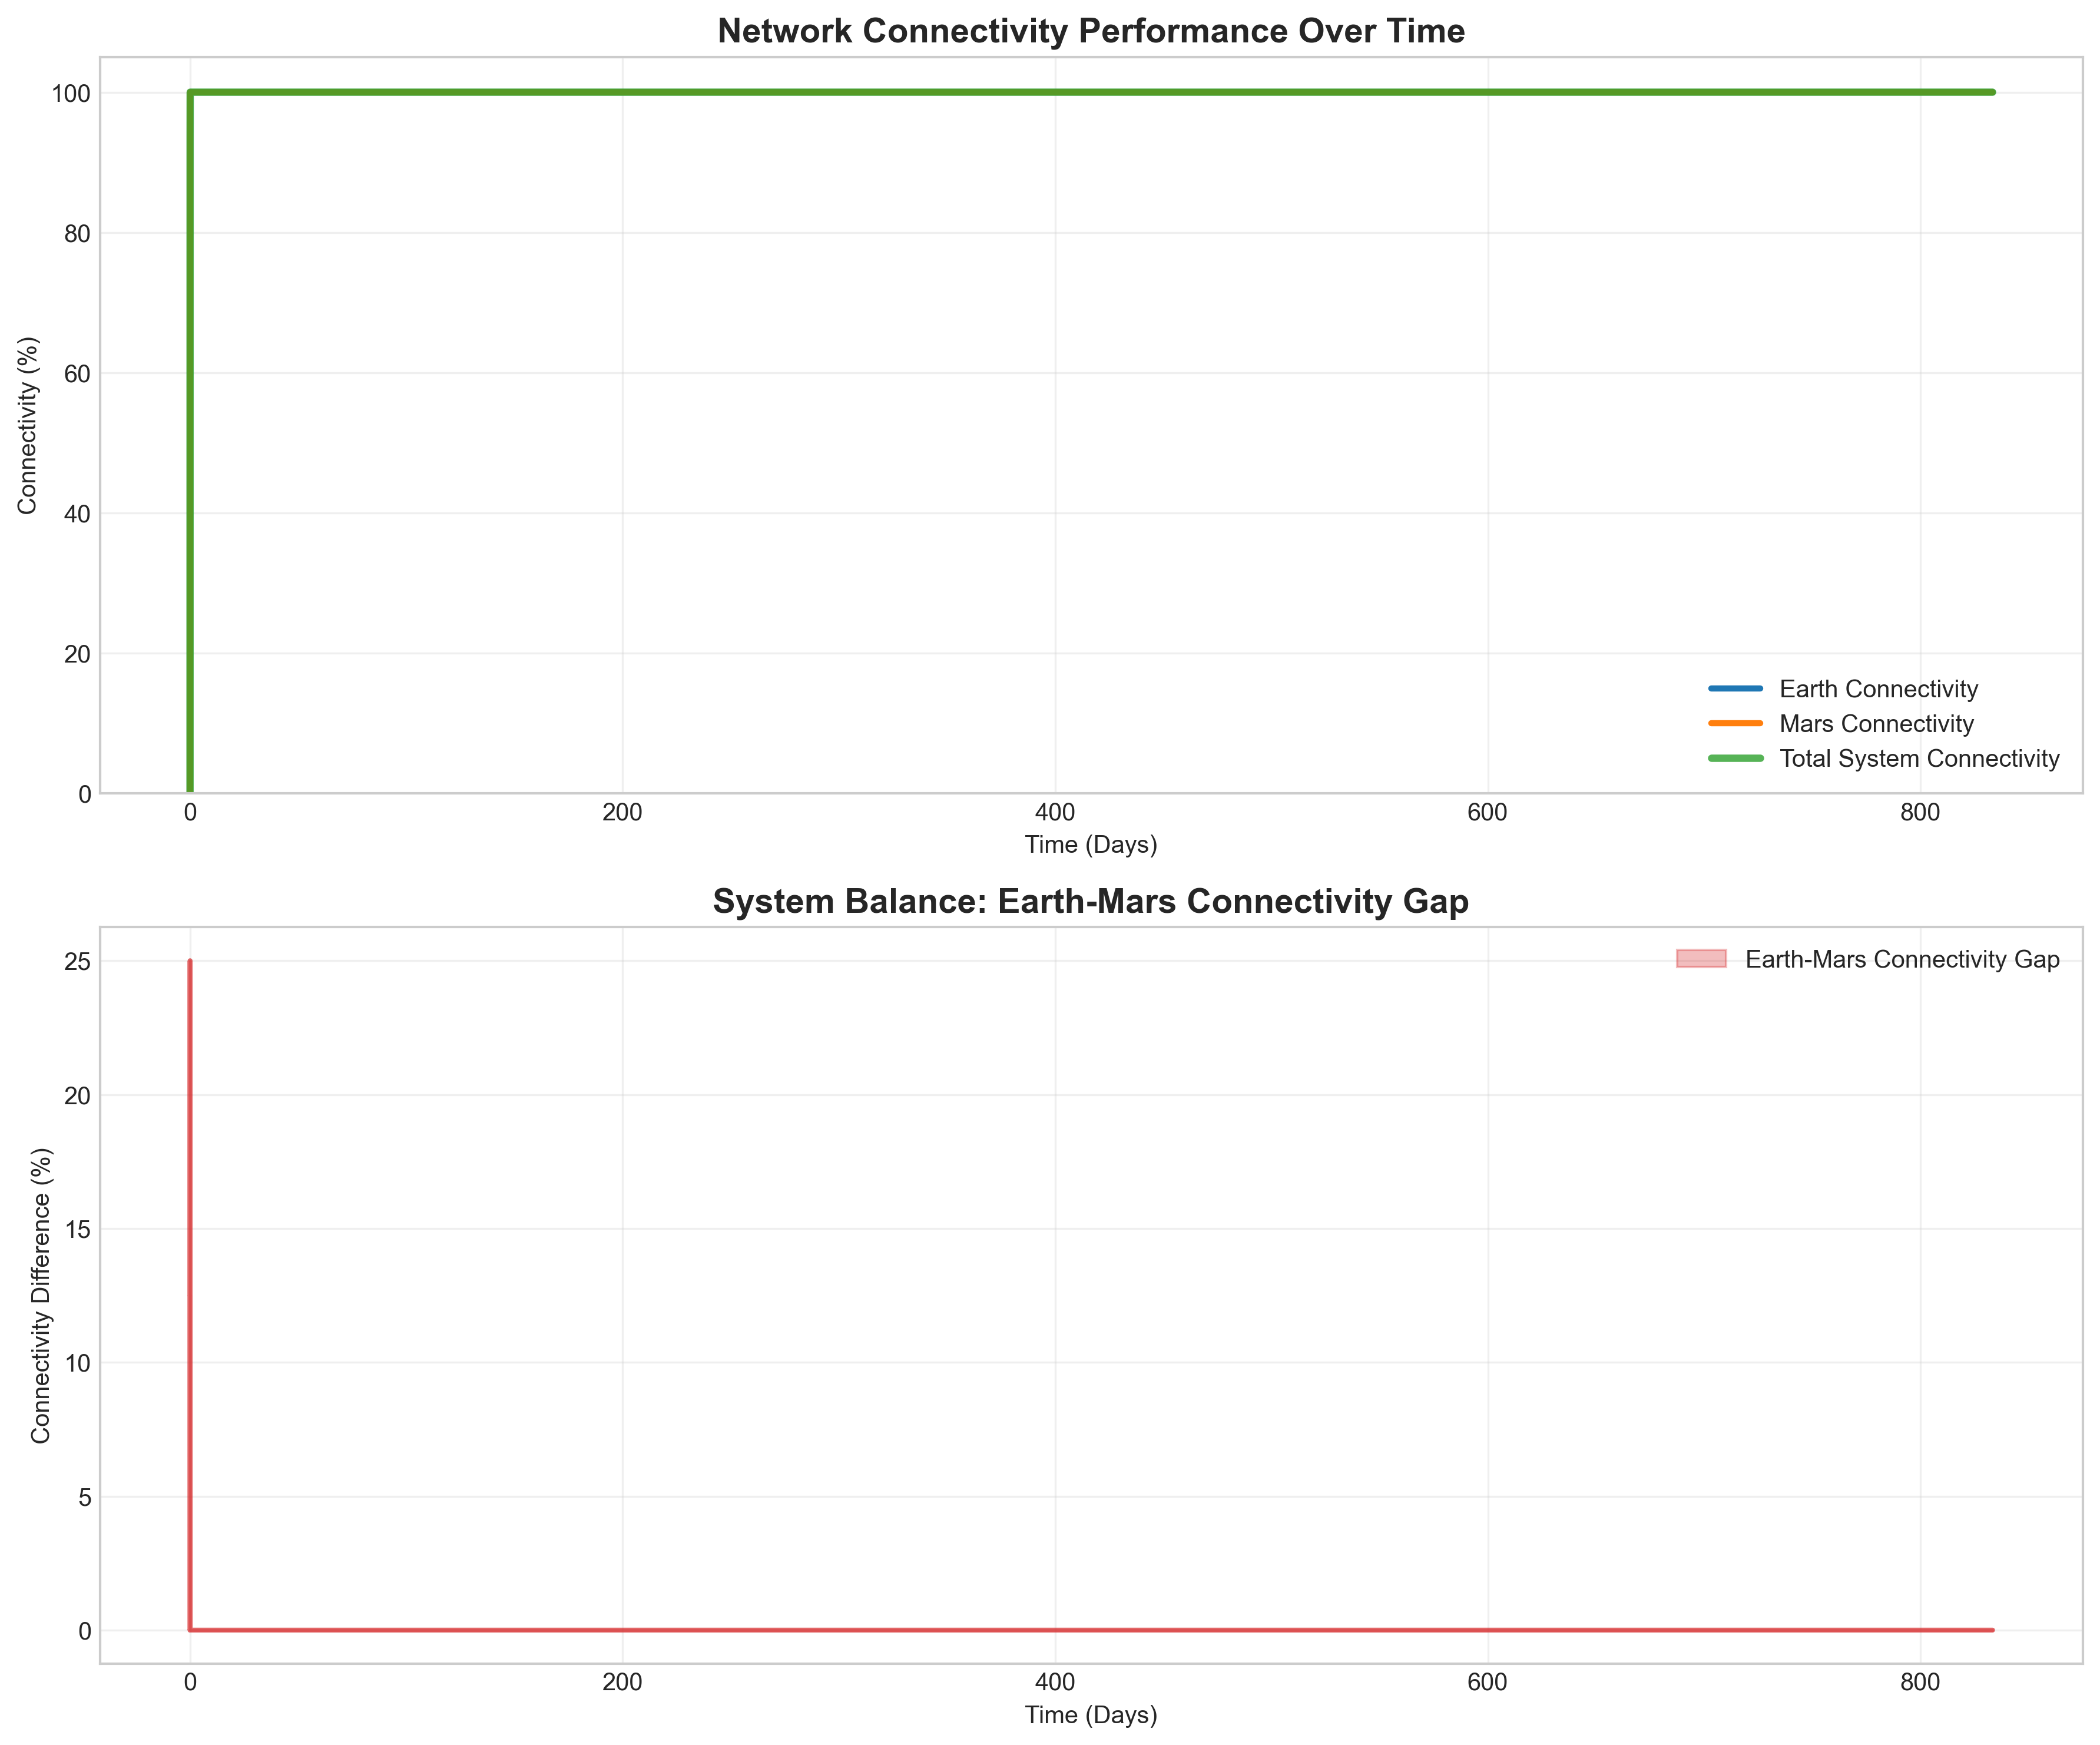 Network Connectivity Performance Over Time
Connectivity (%)
100
80
60
40
20
0
Earth Connectivity
Mars Connectivity
Total System Connectivity
0 200 400 600 800
Time (Days)
System Balance: Earth-Mars Connectivity Gap
Connectivity Difference (%)
25
20
15
10
5
0
Earth-Mars Connectivity Gap
0 200 400 600 800
Time (Days)